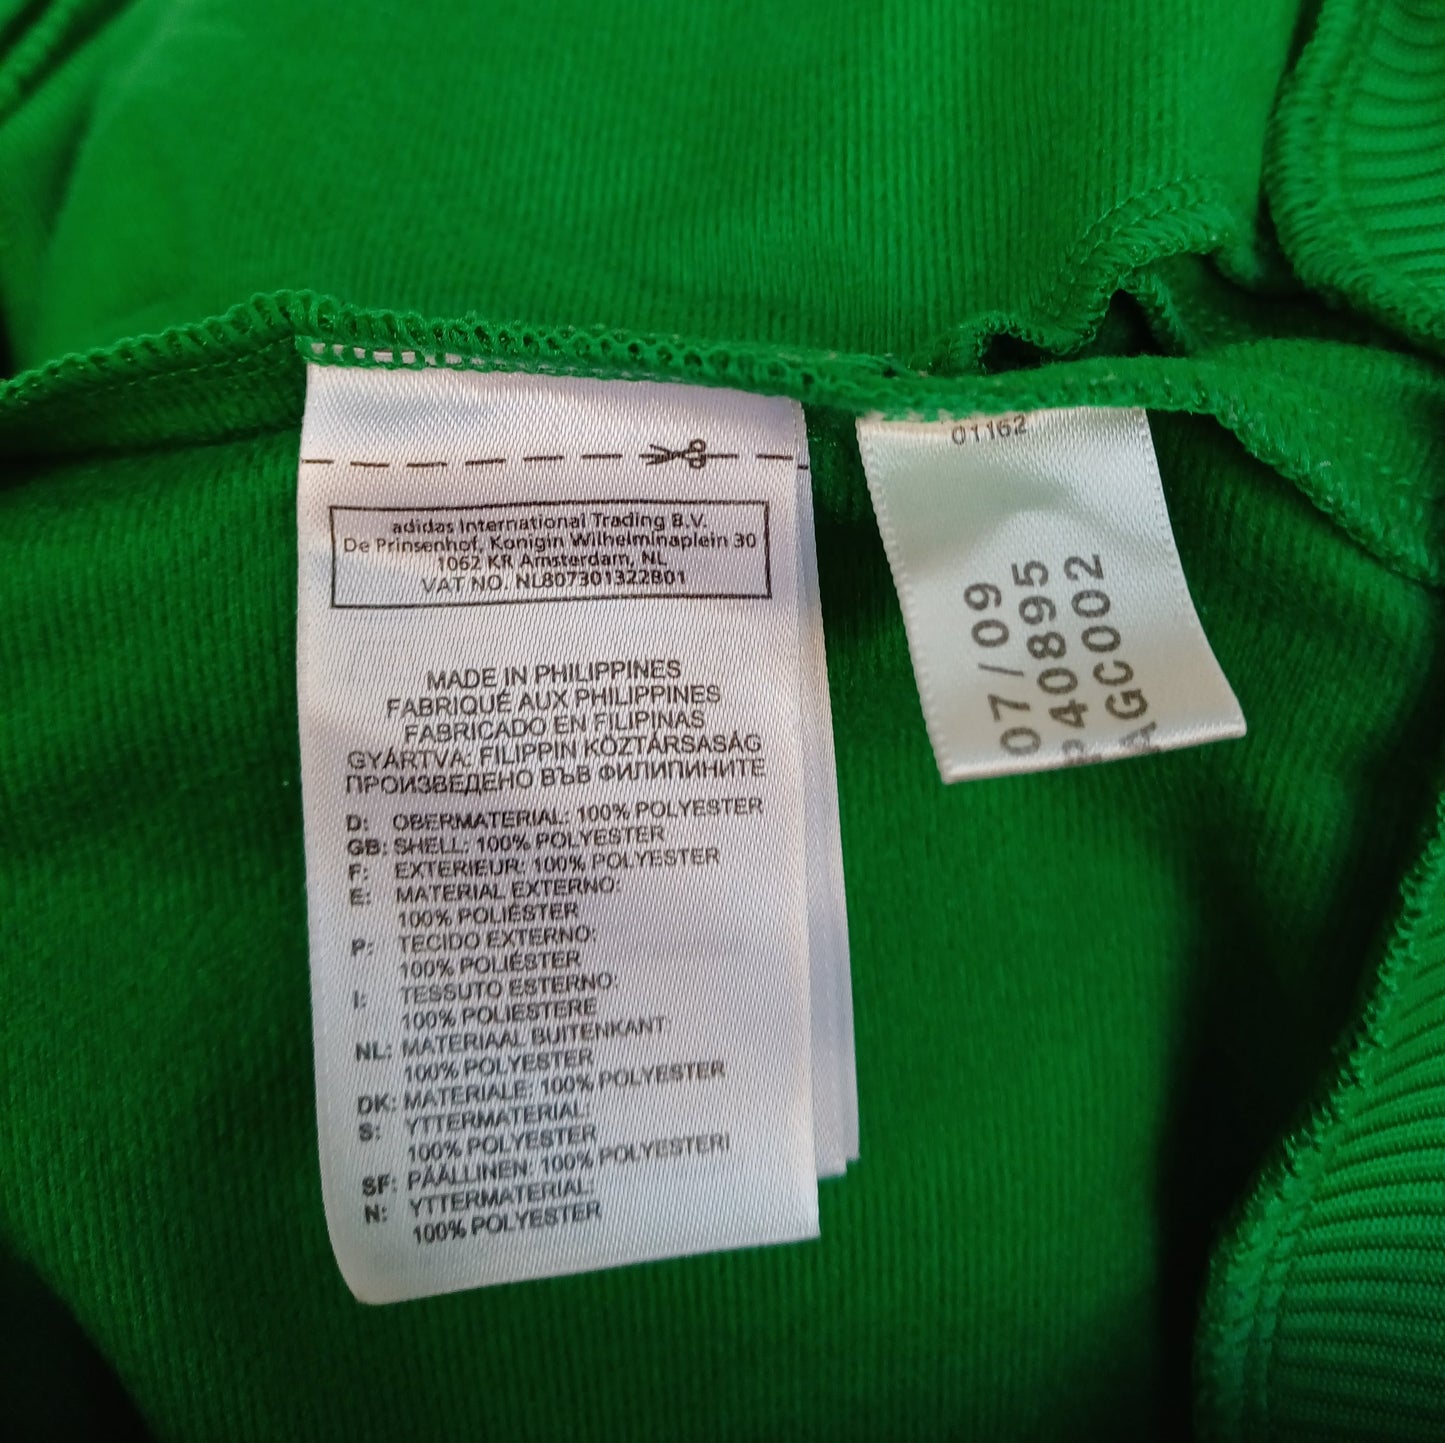 adidas International Trading B.V.
De Prinsenhof, Konigin Wilhelminaplein 30
1062 KR Amsterdam, NL
VAT NO. NL807301322B01
MADE IN PHILIPPINES
FABRIQUÉ AUX PHILIPPINES
FABRICADO EN FILIPINAS
GYÁRTVA: FILIPPIN KÖZTÁRSASÁG
ПРОИЗВЕДЕНО ВЪВ ФИЛИПИНИТЕ
D: OBERMATERIAL: 100% POLYESTER
GB: SHELL: 100% POLYESTER
F: EXTERIEUR: 100% POLYESTER
E: MATERIAL EXTERNO:
100% POLIÉSTER
P: TECIDO EXTERNO:
100% POLIÉSTER
I: TESSUTO ESTERNO:
100% POLIESTERE
NL: MATERIAAL BUITENKANT
100% POLYESTER
DK: MATERIALE: 100% POLYESTER
S: YTTERMATERIAL:
100% POLYESTER
SF: PÄÄLLINEN: 100% POLYESTERI
N: YTTERMATERIAL:
100% POLYESTER
01162
07/09
P40895
AGC002